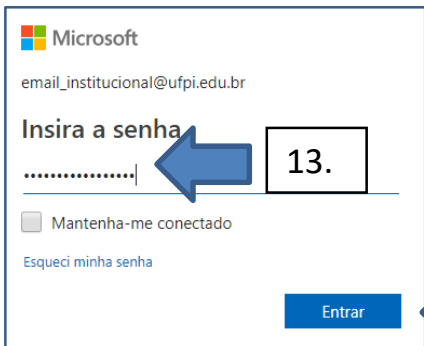 Microsoft
email_institucional@ufpi.edu.br
Insira a senha
•••••••••••••••••
13.
Mantenha-me conectado
Esqueci minha senha
Entrar